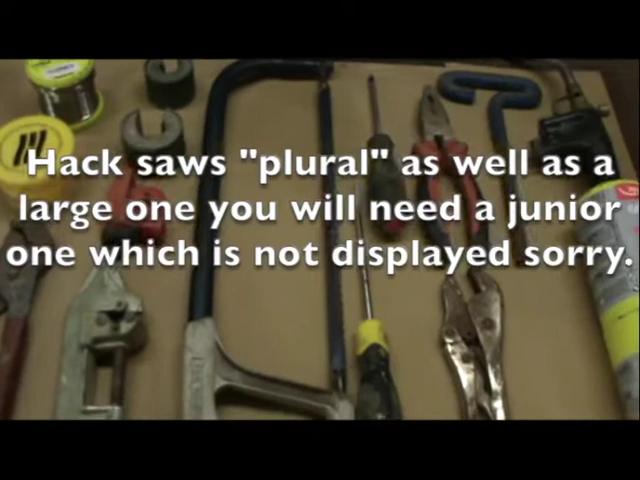 Hack saws "plural" as well as a
large one you will need a junior
one which is not displayed sorry.